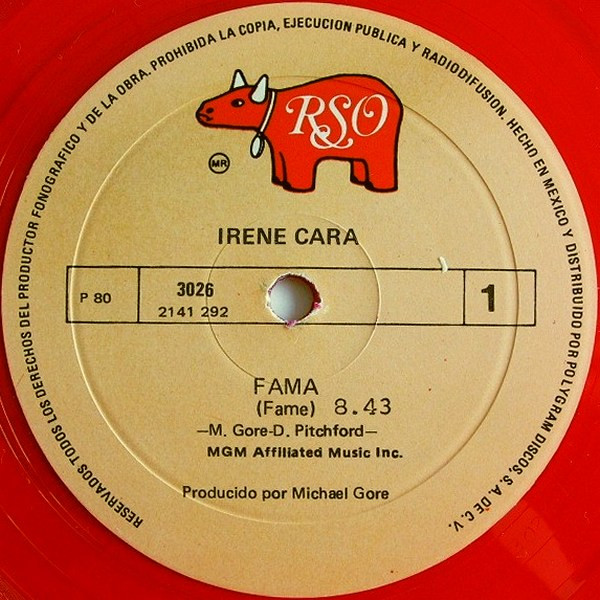 RESERVADOS TODOS LOS DERECHOS DEL PRODUCTOR FONOGRAFICO Y DE LA OBRA. PROHIBIDA LA COPIA, EJECUCION PUBLICA Y RADIODIFUSION. HECHO EN MEXICO Y DISTRIBUIDO POR POLYGRAM DISCOS, S. A. DE C. V.
RSO
MR
IRENE CARA
P 80
3026
2141 292
1
FAMA
(Fame) 8.43
—M. Gore-D. Pitchford—
MGM Affiliated Music Inc.
Producido por Michael Gore